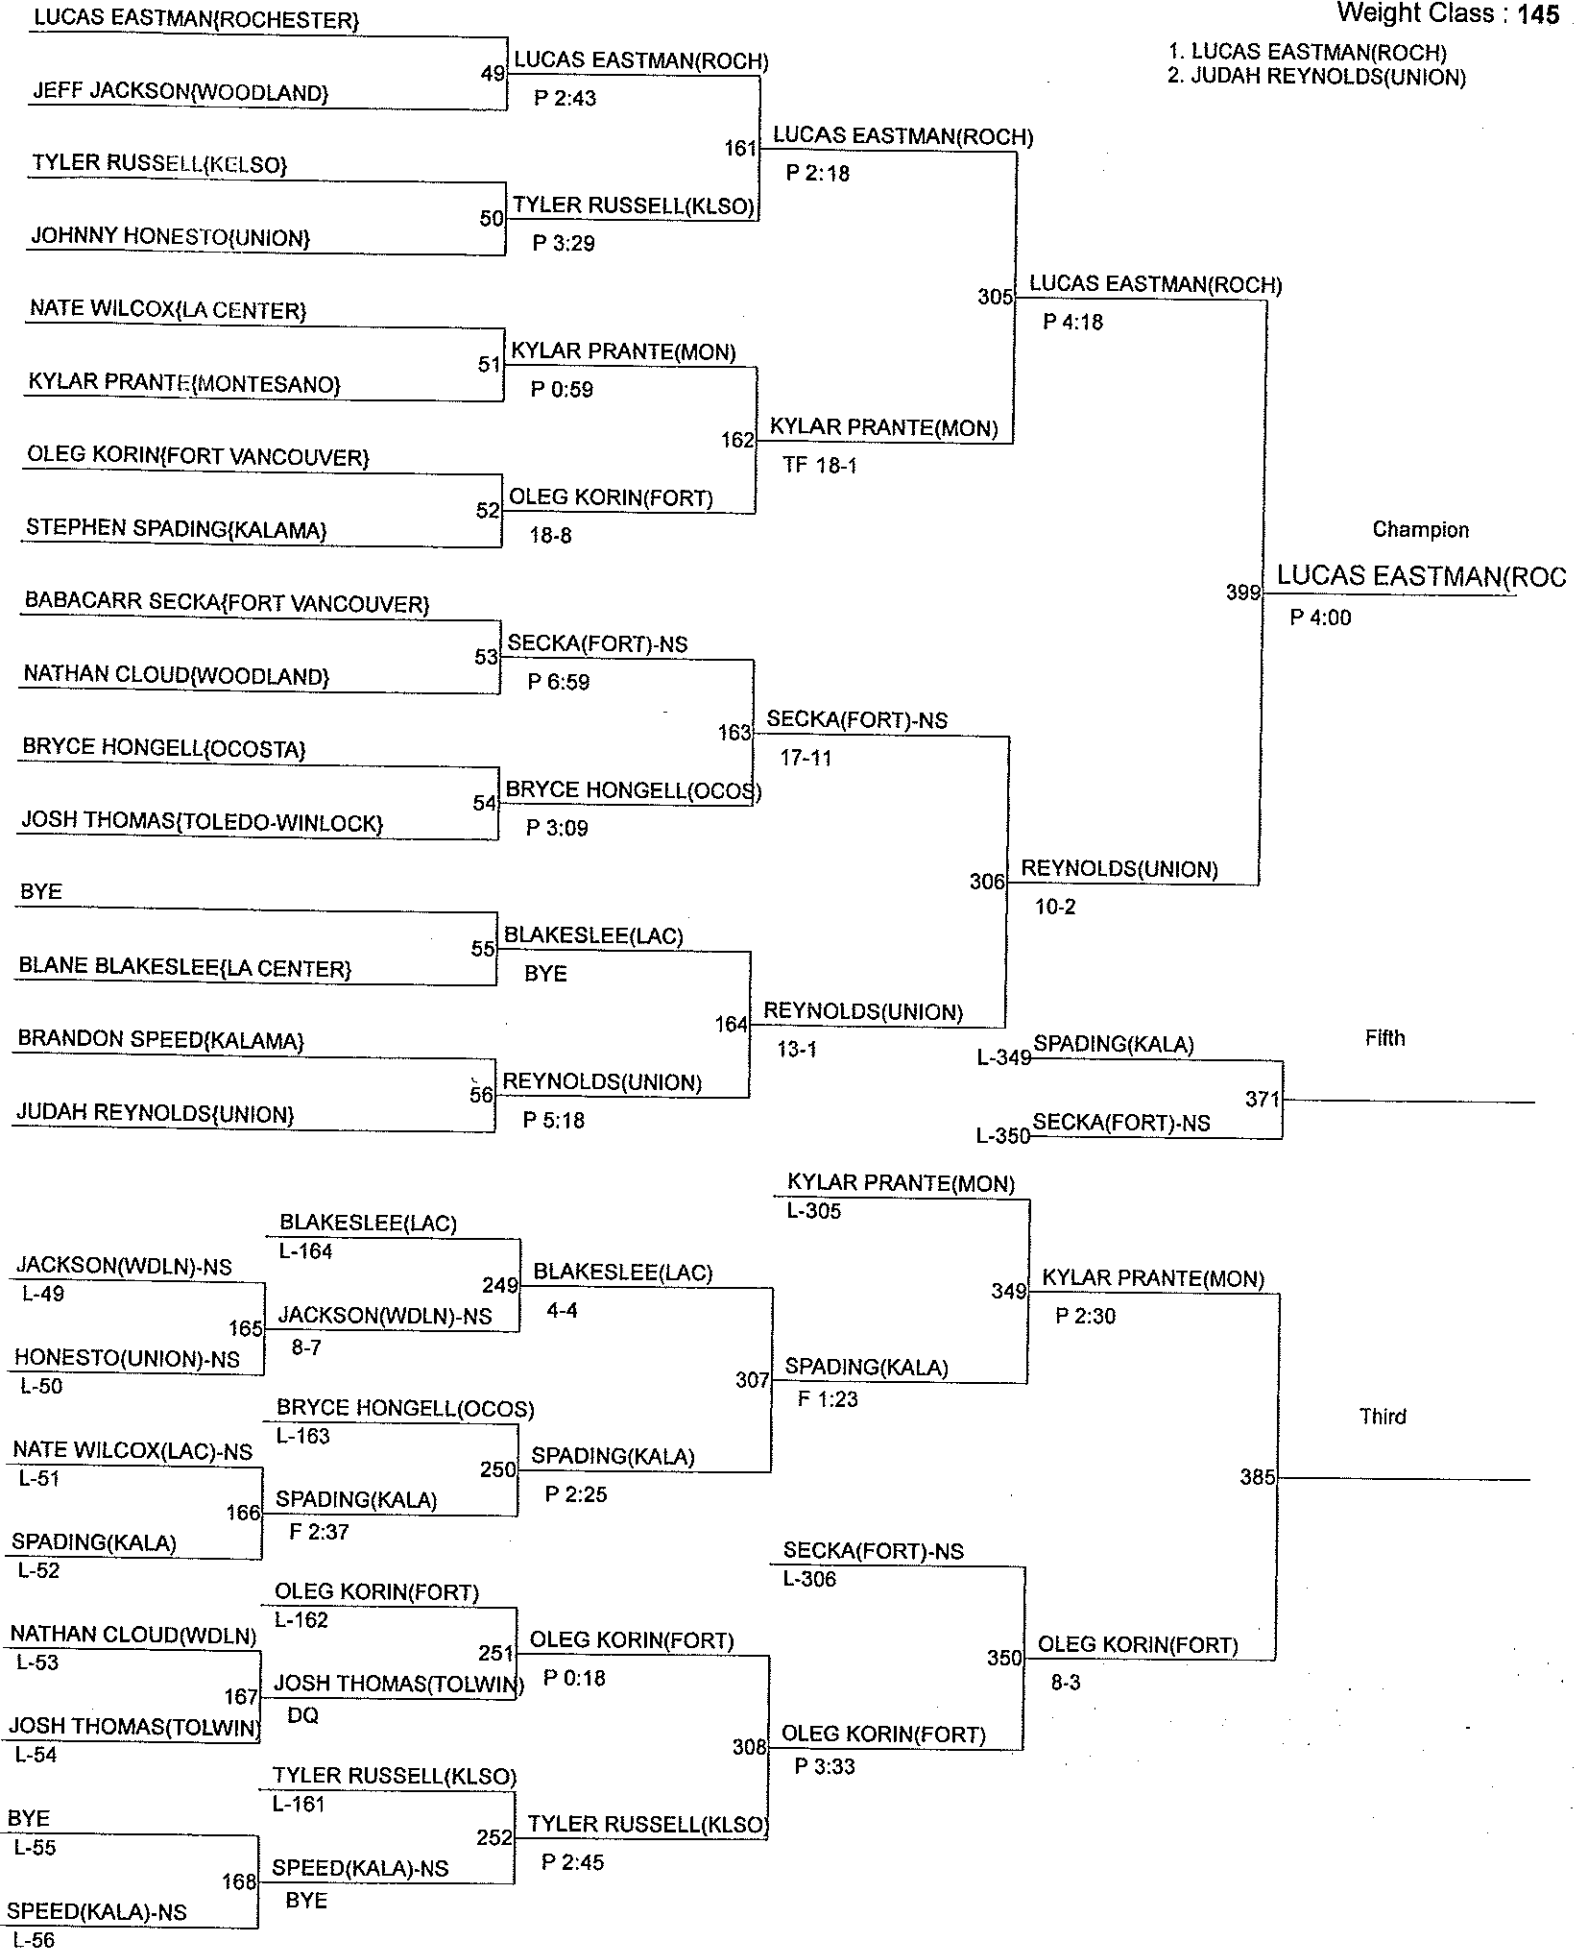 Weight Class : 145
1. LUCAS EASTMAN(ROCH)
2. JUDAH REYNOLDS(UNION)
LUCAS EASTMAN{ROCHESTER}
49
LUCAS EASTMAN(ROCH)
P 2:43
JEFF JACKSON{WOODLAND}
161
LUCAS EASTMAN(ROCH)
P 2:18
TYLER RUSSELL{KELSO}
50
TYLER RUSSELL(KLSO)
P 3:29
JOHNNY HONESTO{UNION}
305
LUCAS EASTMAN(ROCH)
P 4:18
NATE WILCOX{LA CENTER}
51
KYLAR PRANTE(MON)
P 0:59
KYLAR PRANTE{MONTESANO}
162
KYLAR PRANTE(MON)
TF 18-1
OLEG KORIN{FORT VANCOUVER}
52
OLEG KORIN(FORT)
18-8
STEPHEN SPADING{KALAMA}
Champion
399
LUCAS EASTMAN(ROC
P 4:00
BABACARR SECKA{FORT VANCOUVER}
53
SECKA(FORT)-NS
P 6:59
NATHAN CLOUD{WOODLAND}
163
SECKA(FORT)-NS
17-11
BRYCE HONGELL{OCOSTA}
54
BRYCE HONGELL(OCOS)
P 3:09
JOSH THOMAS{TOLEDO-WINLOCK}
306
REYNOLDS(UNION)
10-2
BYE
55
BLAKESLEE(LAC)
BYE
BLANE BLAKESLEE{LA CENTER}
164
REYNOLDS(UNION)
13-1
BRANDON SPEED{KALAMA}
56
REYNOLDS(UNION)
P 5:18
JUDAH REYNOLDS{UNION}
L-349
SPADING(KALA)
Fifth
371
L-350
SECKA(FORT)-NS
KYLAR PRANTE(MON)
L-305
BLAKESLEE(LAC)
L-164
JACKSON(WDLN)-NS
L-49
249
BLAKESLEE(LAC)
4-4
349
KYLAR PRANTE(MON)
P 2:30
165
JACKSON(WDLN)-NS
8-7
HONESTO(UNION)-NS
L-50
307
SPADING(KALA)
F 1:23
BRYCE HONGELL(OCOS)
L-163
Third
NATE WILCOX(LAC)-NS
L-51
250
SPADING(KALA)
P 2:25
385
166
SPADING(KALA)
F 2:37
SPADING(KALA)
L-52
SECKA(FORT)-NS
L-306
OLEG KORIN(FORT)
L-162
NATHAN CLOUD(WDLN)
L-53
251
OLEG KORIN(FORT)
P 0:18
350
OLEG KORIN(FORT)
8-3
167
JOSH THOMAS(TOLWIN)
DQ
JOSH THOMAS(TOLWIN)
L-54
308
OLEG KORIN(FORT)
P 3:33
TYLER RUSSELL(KLSO)
L-161
BYE
L-55
252
TYLER RUSSELL(KLSO)
P 2:45
168
SPEED(KALA)-NS
BYE
SPEED(KALA)-NS
L-56